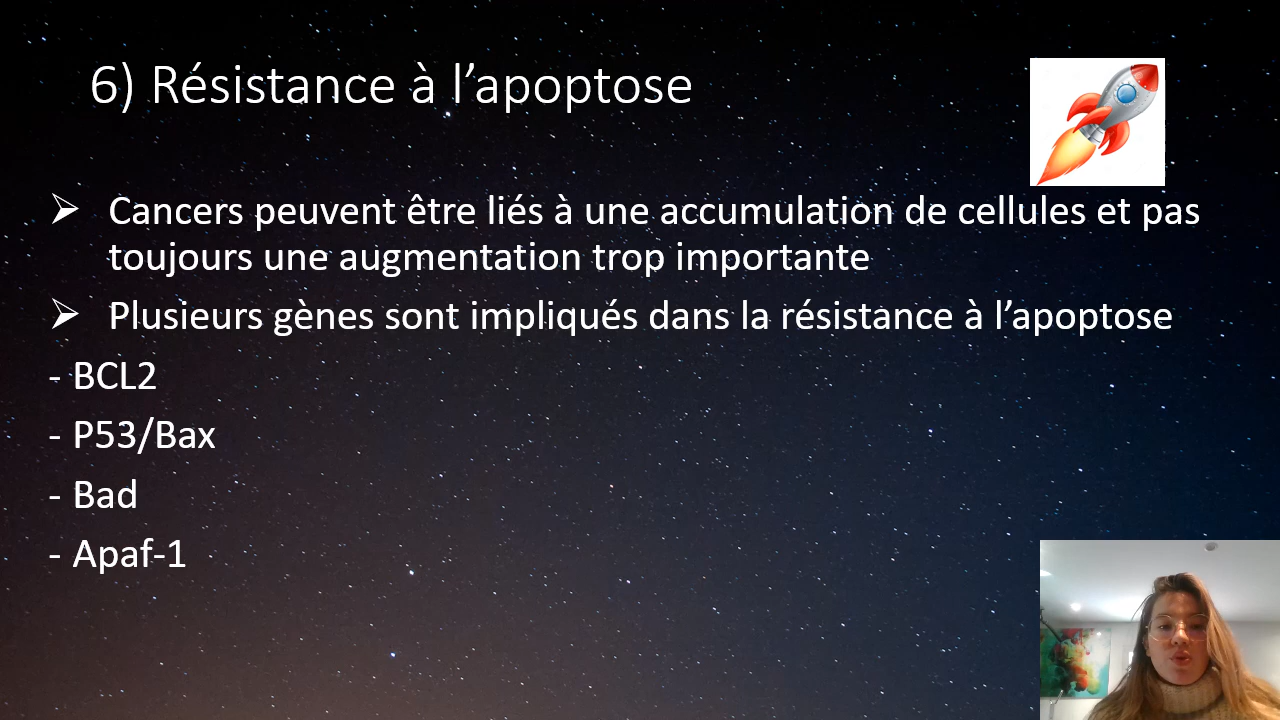 6) Résistance à l’apoptose
➢ Cancers peuvent être liés à une accumulation de cellules et pas
toujours une augmentation trop importante
➢ Plusieurs gènes sont impliqués dans la résistance à l’apoptose
- BCL2
- P53/Bax
- Bad
- Apaf-1